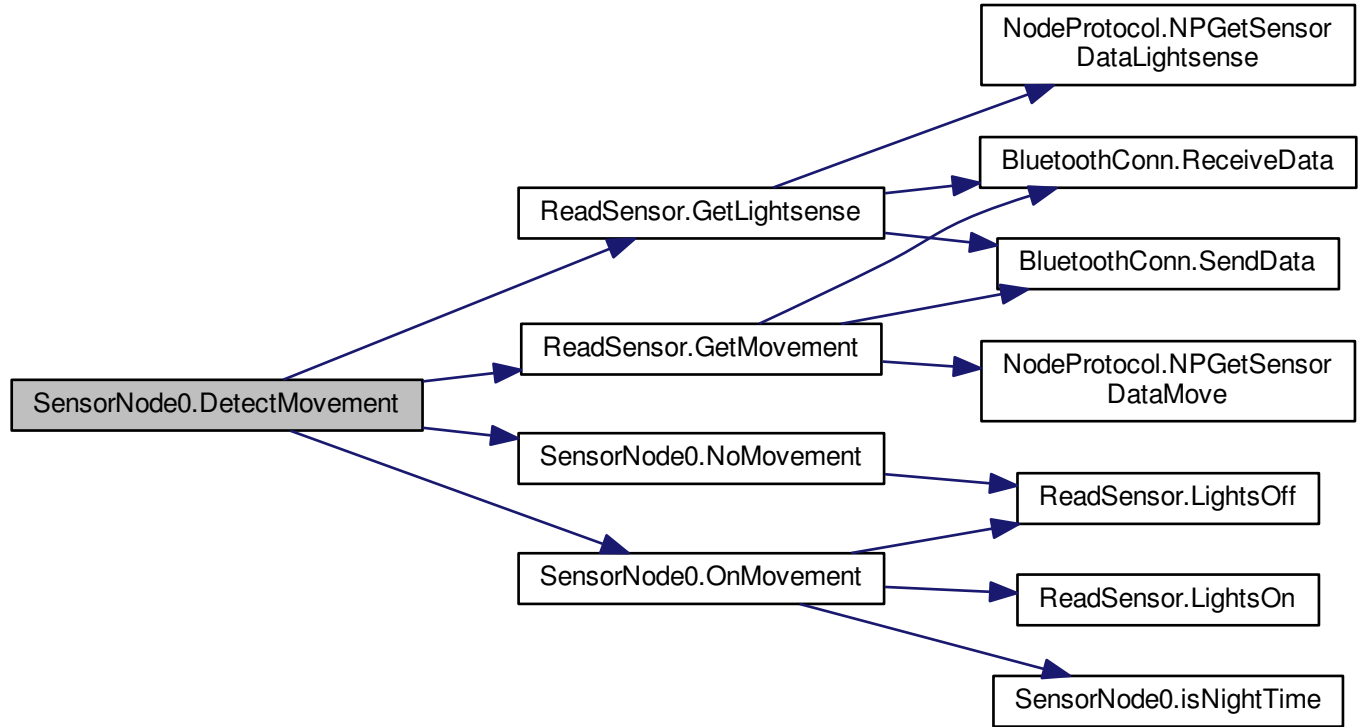 NodeProtocol.NPGetSensor
DataLightsense
BluetoothConn.ReceiveData
ReadSensor.GetLightsense
BluetoothConn.SendData
ReadSensor.GetMovement
NodeProtocol.NPGetSensor
DataMove
SensorNode0.DetectMovement
SensorNode0.NoMovement
ReadSensor.LightsOff
SensorNode0.OnMovement
ReadSensor.LightsOn
SensorNode0.isNightTime